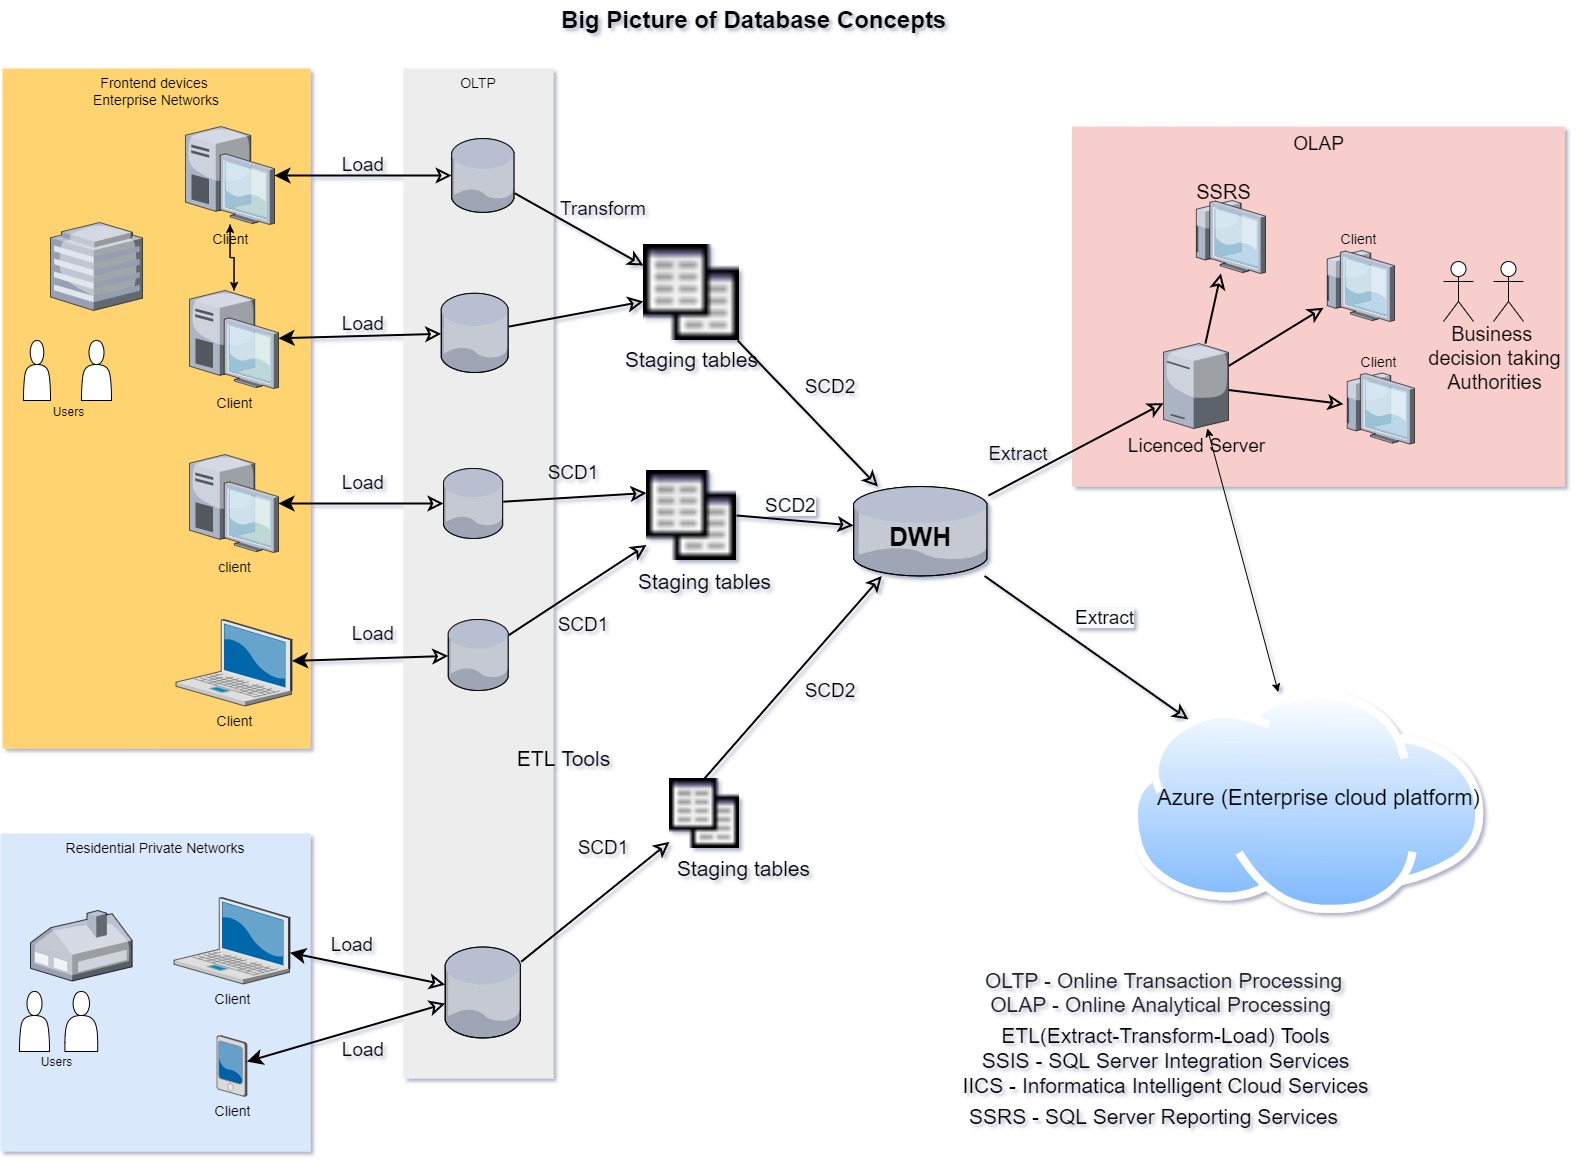 Big Picture of Database Concepts
Frontend devices
Enterprise Networks
OLTP
Load
Client
Transform
Load
Client
Users
Staging tables
SCD2
Load
client
SCD1
Staging tables
SCD2
Load
Client
SCD1
DWH
SCD2
ETL Tools
SCD1
Staging tables
Extract
Extract
OLAP
SSRS
Client
Client
Business
decision taking
Authorities
Licenced Server
Azure (Enterprise cloud platform)
Residential Private Networks
Load
Client
Users
Load
Client
OLTP - Online Transaction Processing
OLAP - Online Analytical Processing
ETL(Extract-Transform-Load) Tools
SSIS - SQL Server Integration Services
IICS - Informatica Intelligent Cloud Services
SSRS - SQL Server Reporting Services